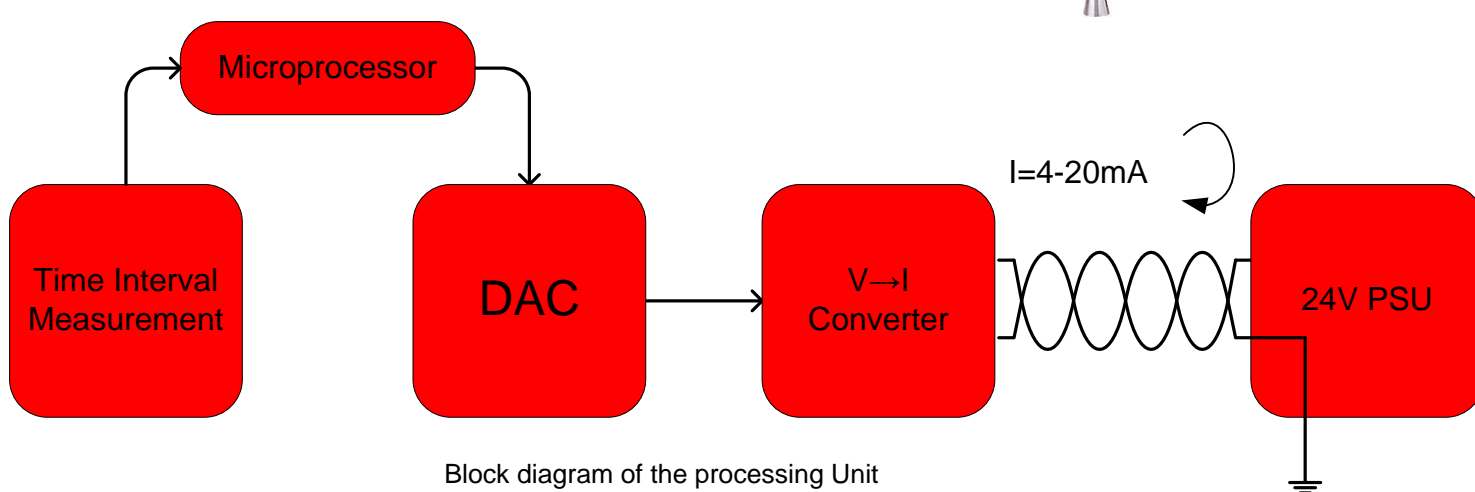 Microprocessor
I=4-20mA
Time Interval
Measurement
DAC
V→I
Converter
24V PSU
Block diagram of the processing Unit